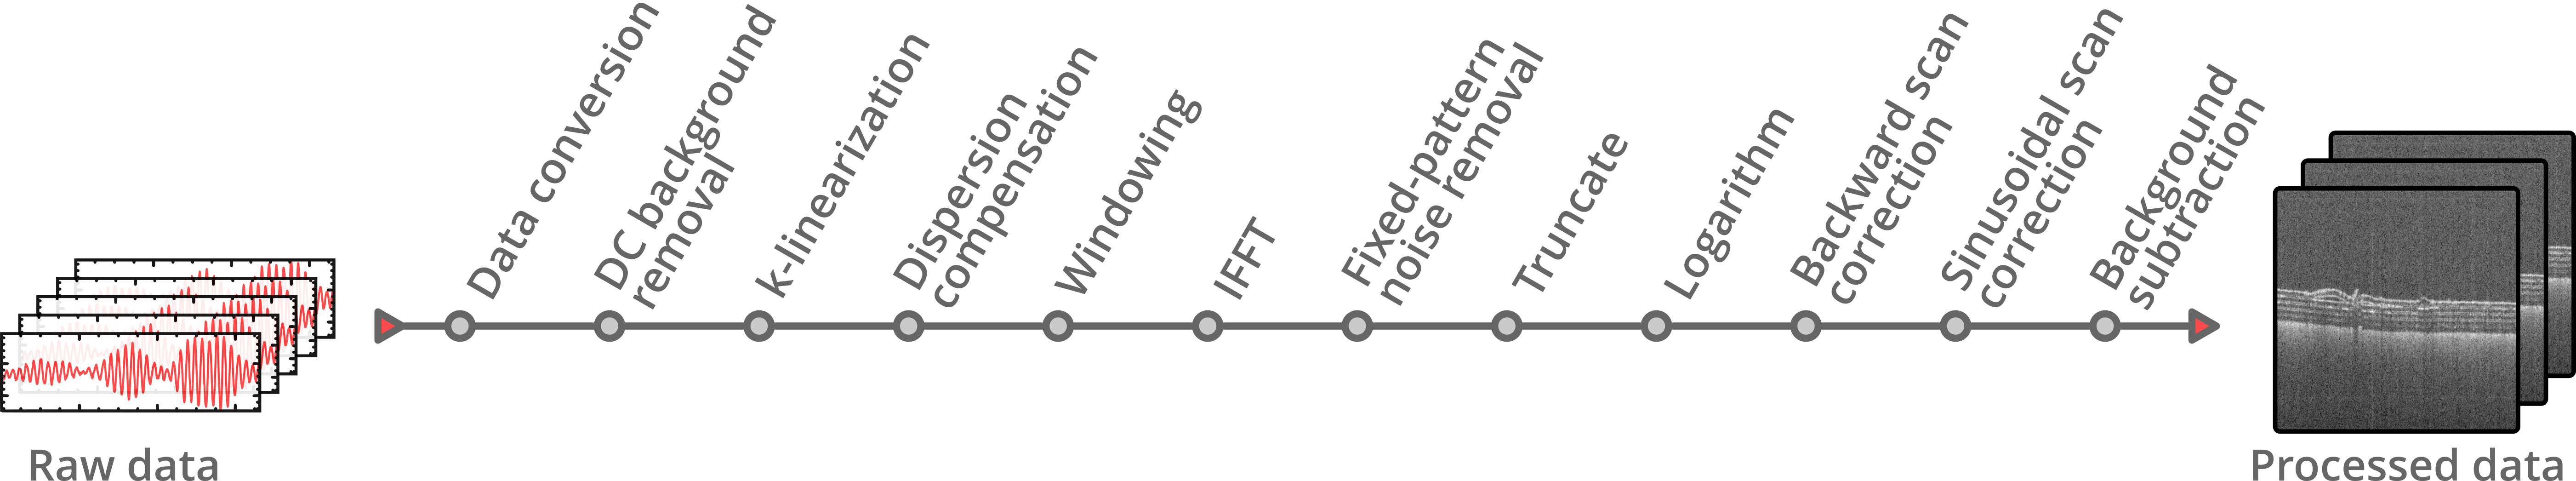 Data conversion
DC background
removal
k-linearization
Dispersion
compensation
Windowing
IFFT
Fixed-pattern
noise removal
Truncate
Logarithm
Backward scan
correction
Sinusoidal scan
correction
Background
subtraction
Raw data
Processed data